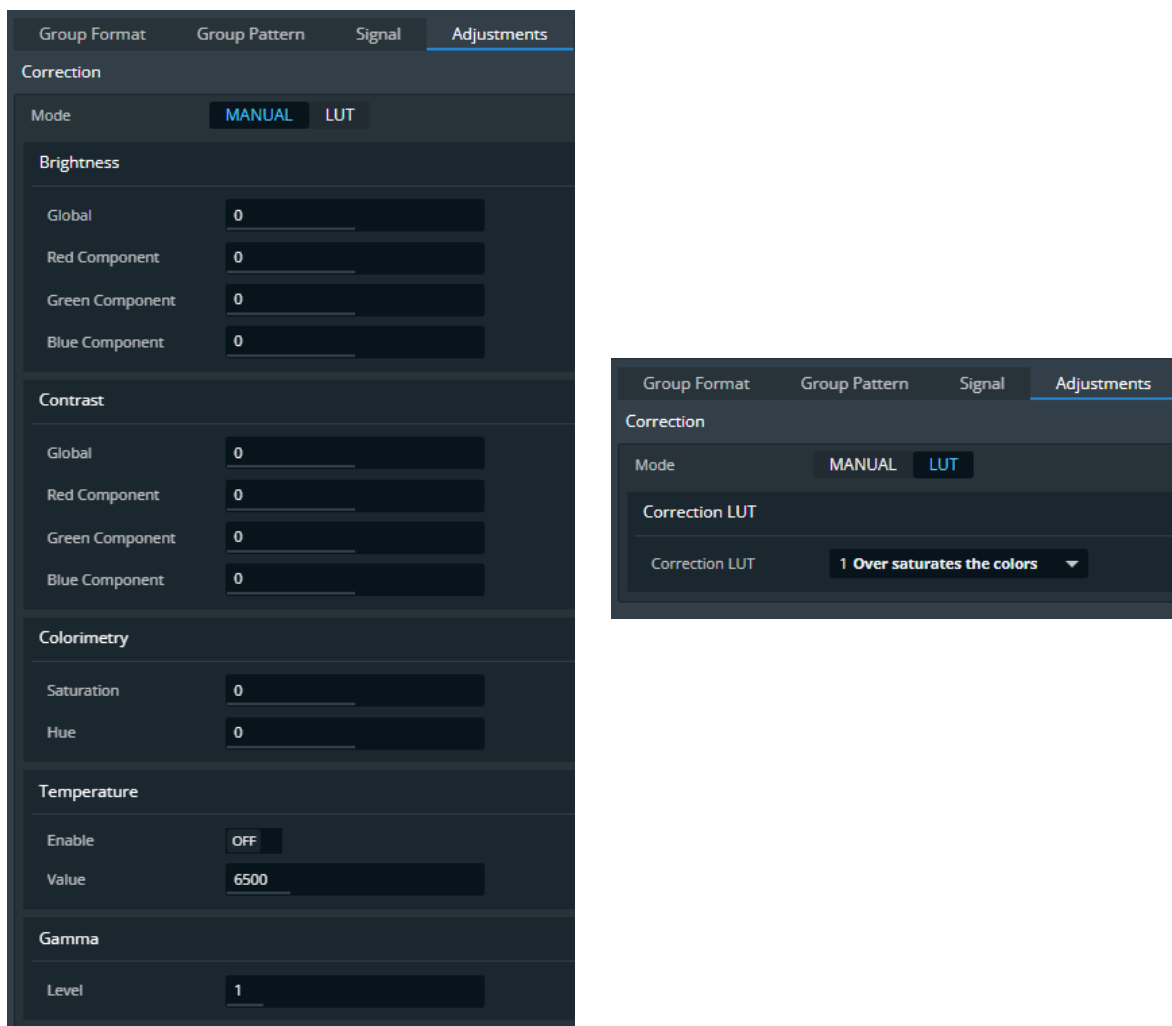 Group Format Group Pattern Signal Adjustments
Correction
Mode MANUAL LUT
Brightness
Global 0
Red Component 0
Green Component 0
Blue Component 0
Contrast
Global 0
Red Component 0
Green Component 0
Blue Component 0
Colorimetry
Saturation 0
Hue 0
Temperature
Enable OFF
Value 6500
Gamma
Level 1
Group Format Group Pattern Signal Adjustments
Correction
Mode MANUAL LUT
Correction LUT
Correction LUT 1 Over saturates the colors